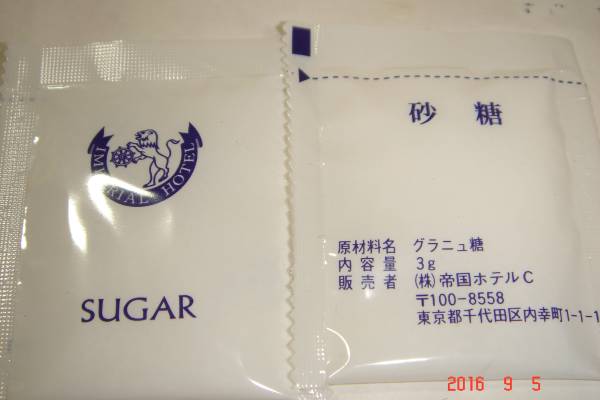 IMPERIAL HOTEL
SUGAR
砂糖
原材料名 グラニュ糖
内容量 3g
販売者 (株)帝国ホテルC
〒100-8558
東京都千代田区内幸町1-1-1
2016 9 5